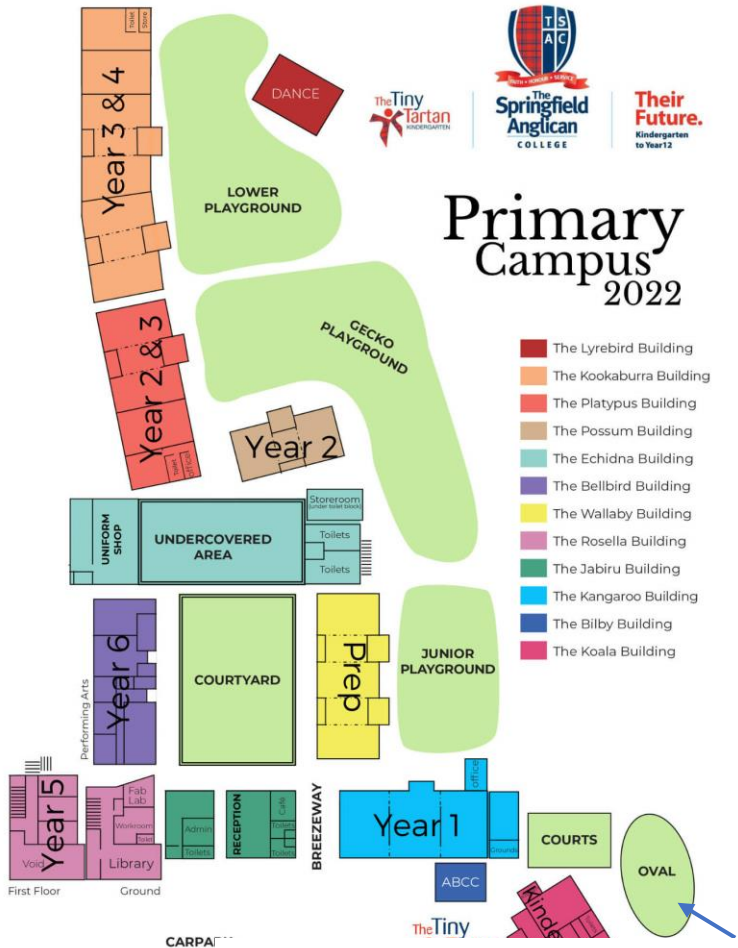 Toilet
Store
Year 3 & 4
DANCE
LOWER
PLAYGROUND
TS
AC
FAITH • HONOUR • SERVICE
The Tiny
Tartan
KINDERGARTEN
The
Springfield
Anglican
COLLEGE
Their
Future.
Kindergarten
to Year12
Primary
Campus
2022
GECKO
PLAYGROUND
Year 2 & 3
Toilet
office
Year 2
The Lyrebird Building
The Kookaburra Building
The Platypus Building
The Possum Building
The Echidna Building
The Bellbird Building
The Wallaby Building
The Rosella Building
The Jabiru Building
The Kangaroo Building
The Bilby Building
The Koala Building
UNIFORM
SHOP
UNDERCOVERED
AREA
Storeroom
(under toilet block)
Toilets
Toilets
Performing Arts
Year 6
COURTYARD
Prep
JUNIOR
PLAYGROUND
Year 5
Void
First Floor
Fab
Lab
Workroom
Toilet
Library
Ground
Admin
Toilets
RECEPTION
Cafe
Toilets
Toilets
BREEZEWAY
office
Year 1
Grounds
ABCC
COURTS
OVAL
Kinde
The Tiny